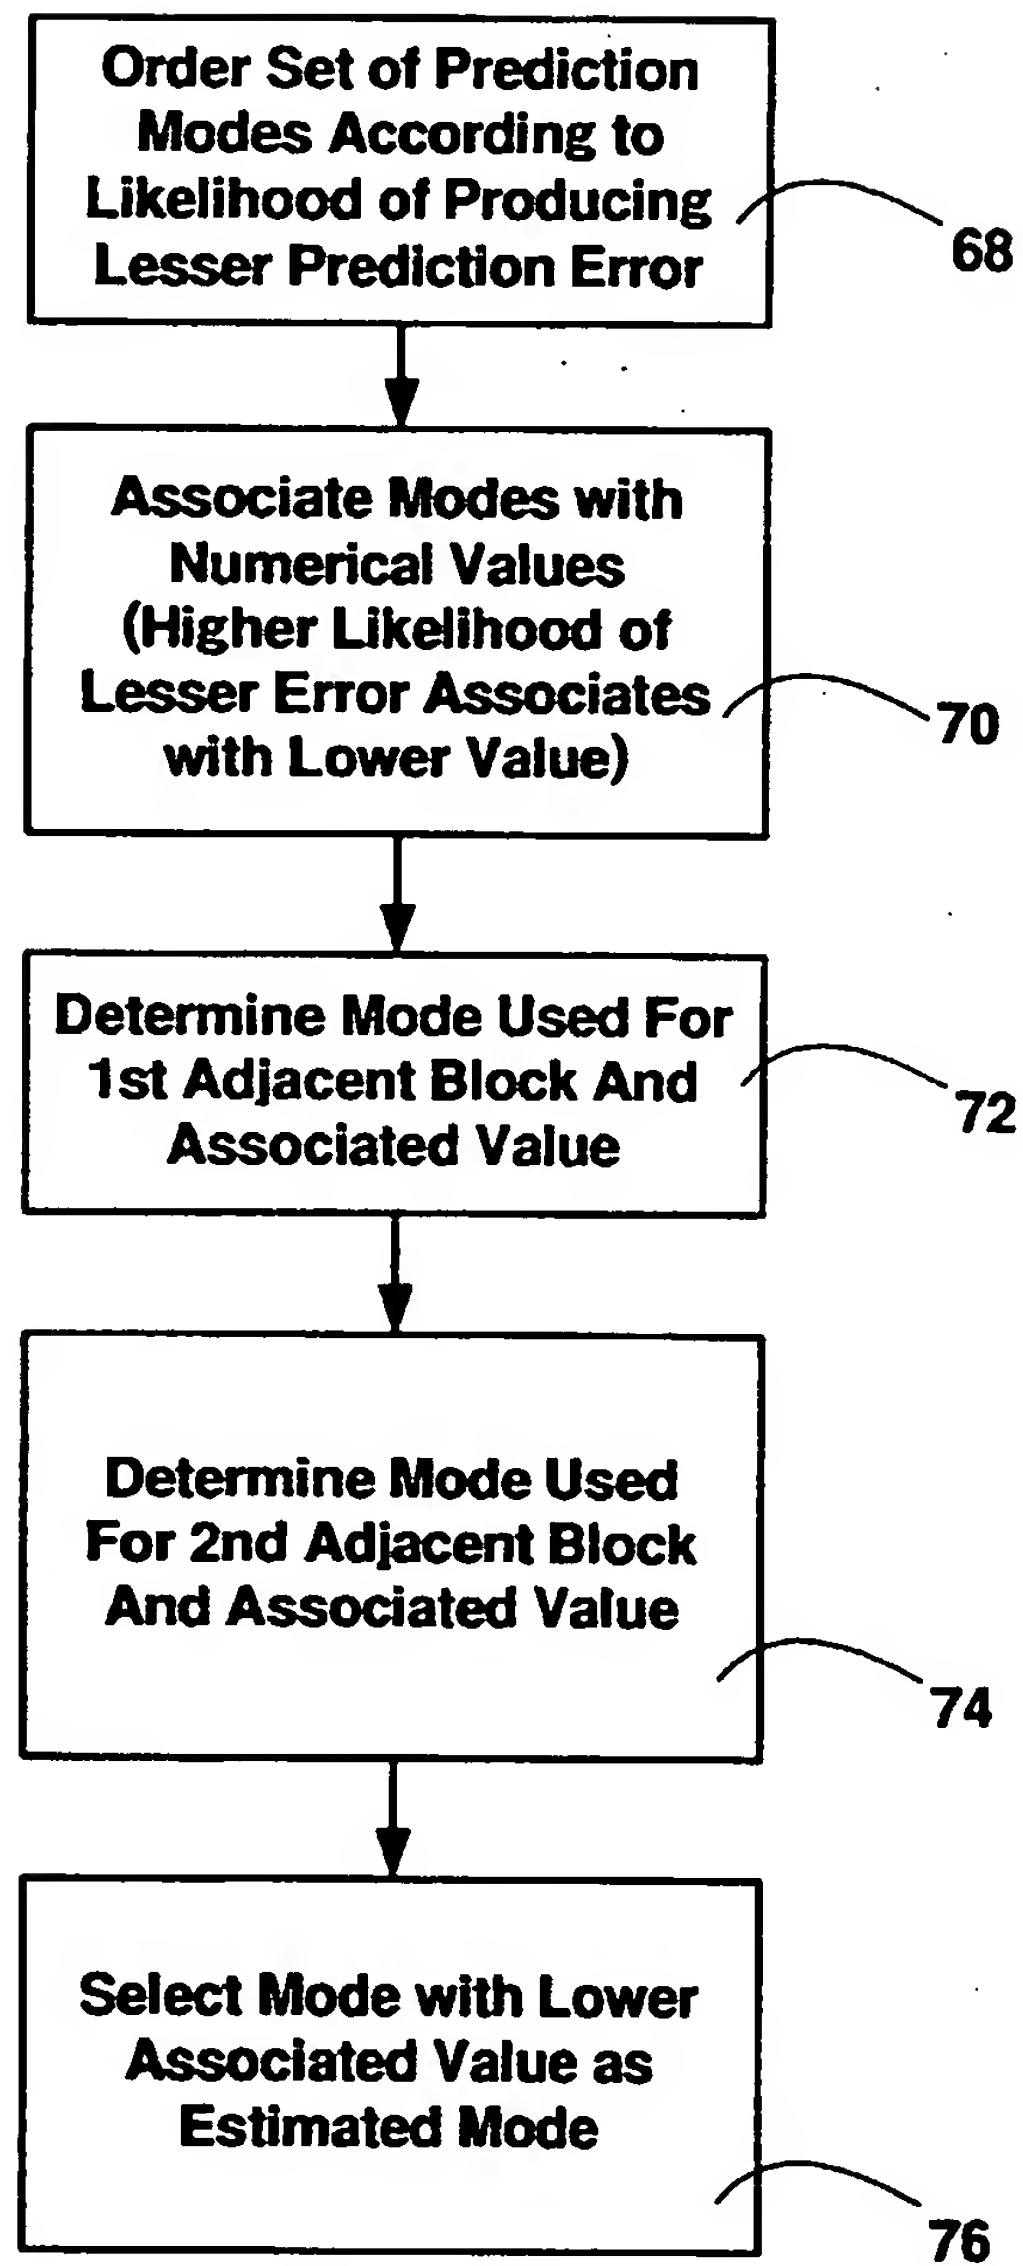 Order Set of Prediction
Modes According to
Likelihood of Producing
Lesser Prediction Error
68
Associate Modes with
Numerical Values
(Higher Likelihood of
Lesser Error Associates
with Lower Value)
70
Determine Mode Used For
1st Adjacent Block And
Associated Value
72
Determine Mode Used
For 2nd Adjacent Block
And Associated Value
74
Select Mode with Lower
Associated Value as
Estimated Mode
76